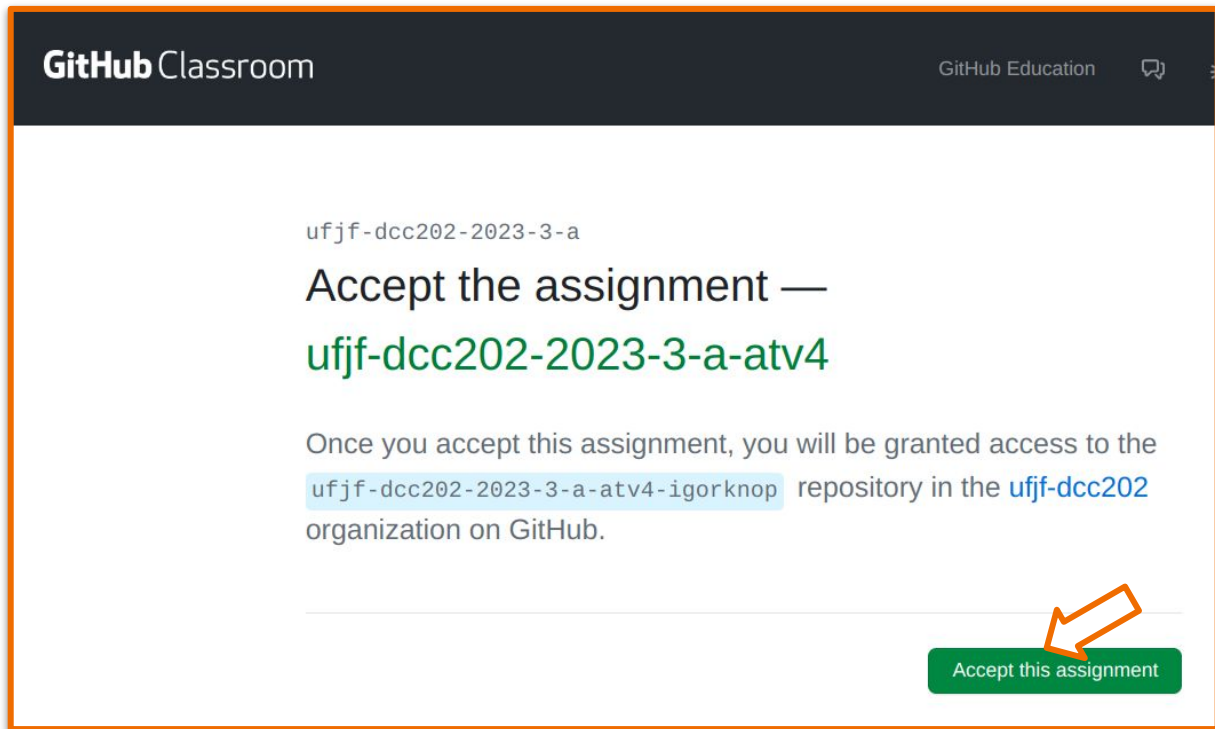 GitHub Classroom
GitHub Education
ufjf-dcc202-2023-3-a
Accept the assignment —
ufjf-dcc202-2023-3-a-atv4
Once you accept this assignment, you will be granted access to the
ufjf-dcc202-2023-3-a-atv4-igorknop repository in the ufjf-dcc202
organization on GitHub.
Accept this assignment